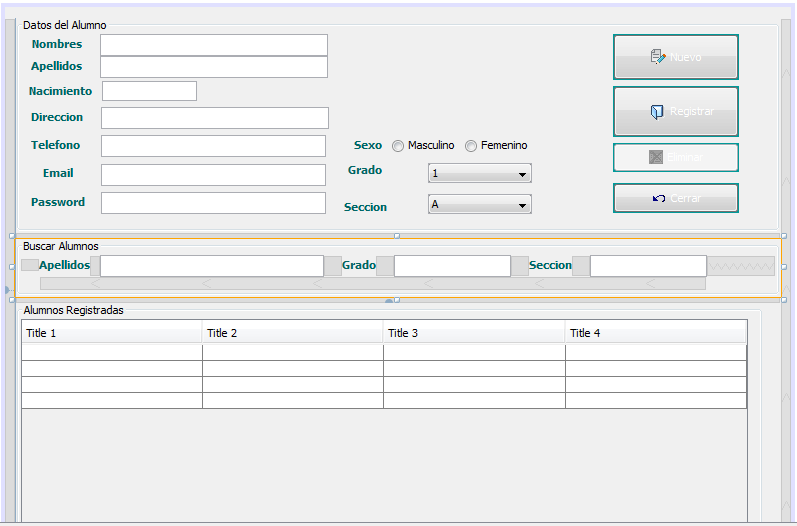 Datos del Alumno
Nombres
Nuevo
Apellidos
Nacimiento
Registrar
Direccion
Telefono
Sexo Masculino Femenino
Eliminar
Email
Grado 1
Password
Cerrar
Seccion A
Buscar Alumnos
Apellidos Grado Seccion
Alumnos Registradas
Title 1 Title 2 Title 3 Title 4